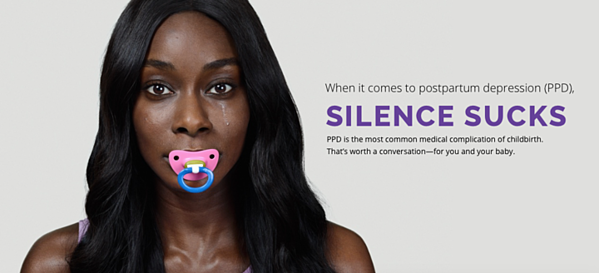 When it comes to postpartum depression (PPD),
SILENCE SUCKS
PPD is the most common medical complication of childbirth.
That's worth a conversation—for you and your baby.